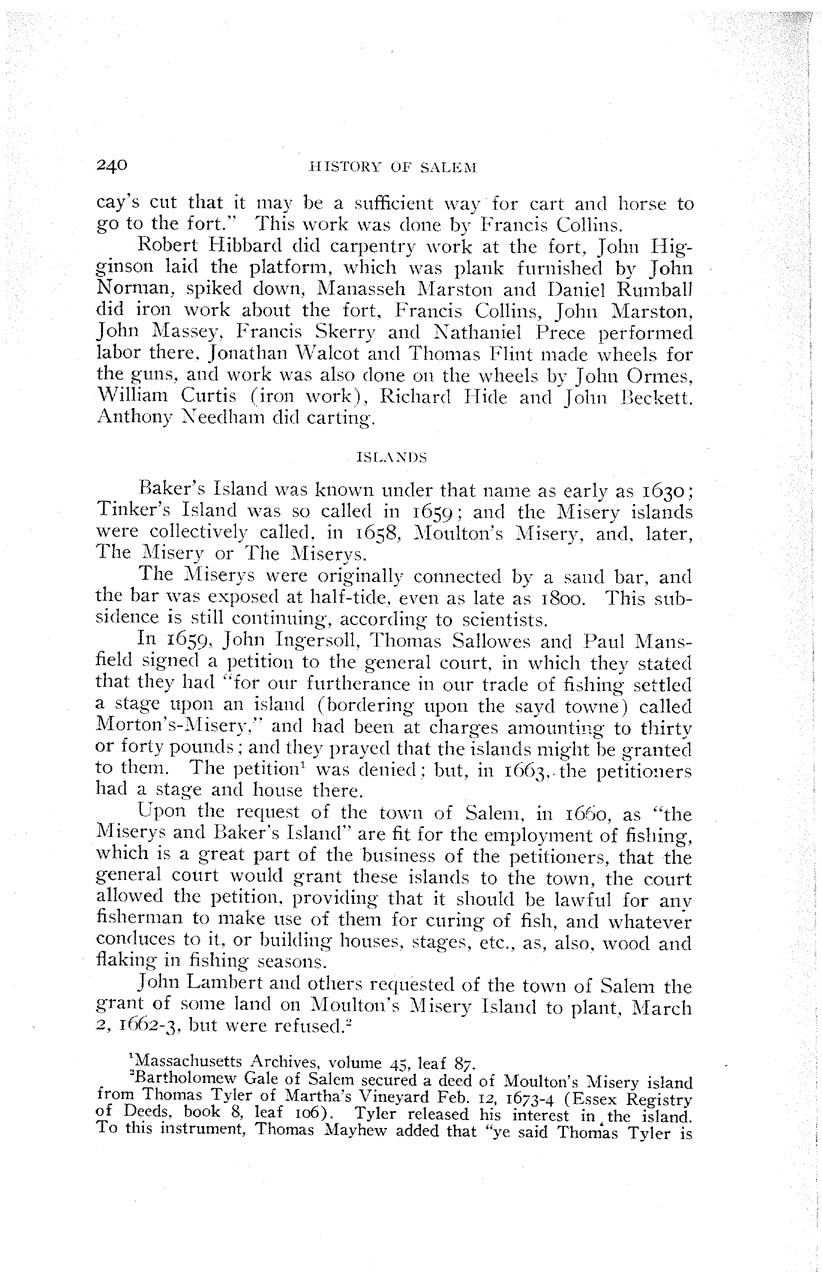 240 HISTORY OF SALEM
cay's cut that it may be a sufficient way for cart and horse to
go to the fort." This work was done by Francis Collins.
Robert Hibbard did carpentry work at the fort, John Hig-
ginson laid the platform, which was plank furnished by John
Norman, spiked down, Manasseh Marston and Daniel Rumball
did iron work about the fort, Francis Collins, John Marston,
John Massey, Francis Skerry and Nathaniel Prece performed
labor there, Jonathan Walcot and Thomas Flint made wheels for
the guns, and work was also done on the wheels by John Ormes,
William Curtis (iron work), Richard Hide and John Beckett.
Anthony Needham did carting.
ISLANDS
Baker's Island was known under that name as early as 1630;
Tinker's Island was so called in 1659; and the Misery islands
were collectively called, in 1658, Moulton's Misery, and, later,
The Misery or The Miserys.
The Miserys were originally connected by a sand bar, and
the bar was exposed at half-tide, even as late as 1800. This sub-
sidence is still continuing, according to scientists.
In 1659, John Ingersoll, Thomas Sallowes and Paul Mans-
field signed a petition to the general court, in which they stated
that they had "for our furtherance in our trade of fishing settled
a stage upon an island (bordering upon the sayd towne) called
Morton's-Misery," and had been at charges amounting to thirty
or forty pounds; and they prayed that the islands might be granted
to them. The petition¹ was denied; but, in 1663, the petitioners
had a stage and house there.
Upon the request of the town of Salem, in 1660, as "the
Miserys and Baker's Island" are fit for the employment of fishing,
which is a great part of the business of the petitioners, that the
general court would grant these islands to the town, the court
allowed the petition, providing that it should be lawful for any
fisherman to make use of them for curing of fish, and whatever
conduces to it, or building houses, stages, etc., as, also, wood and
flaking in fishing seasons.
John Lambert and others requested of the town of Salem the
grant of some land on Moulton's Misery Island to plant, March
2, 1662-3, but were refused.²
¹Massachusetts Archives, volume 45, leaf 87.
²Bartholomew Gale of Salem secured a deed of Moulton's Misery island
from Thomas Tyler of Martha's Vineyard Feb. 12, 1673-4 (Essex Registry
of Deeds, book 8, leaf 106). Tyler released his interest in the island.
To this instrument, Thomas Mayhew added that "ye said Thomas Tyler is